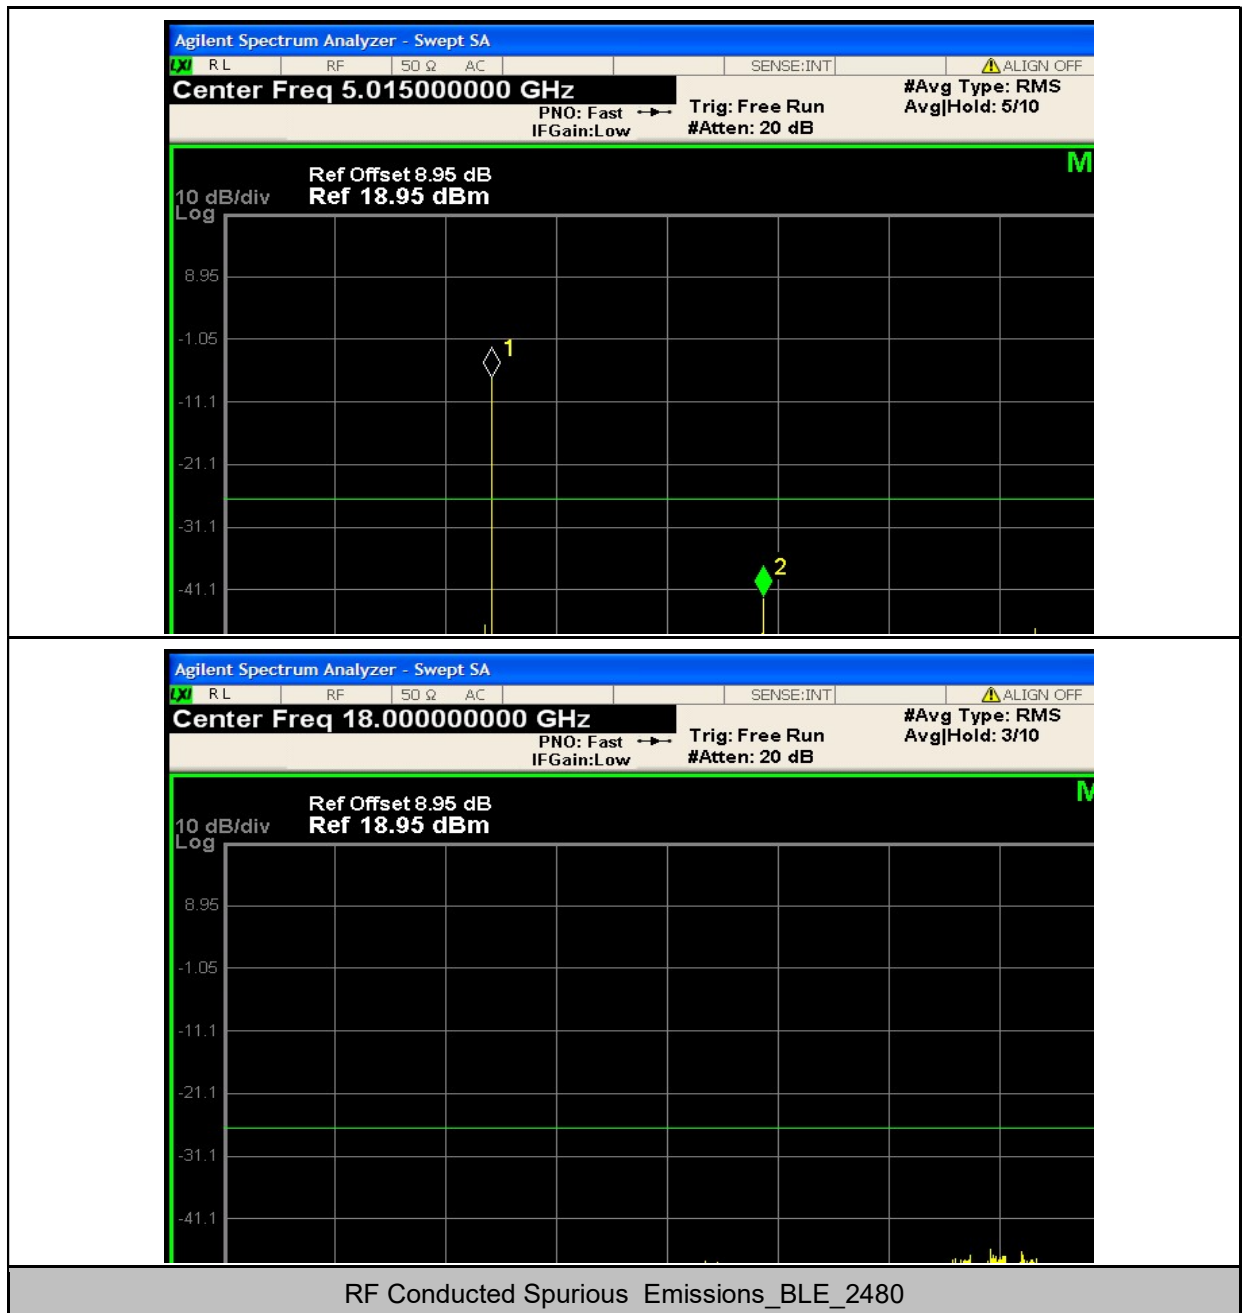 Agilent Spectrum Analyzer - Swept SA
LXI RL RF 50 Ω AC SENSE:INT ALIGN OFF
Center Freq 5.015000000 GHz
#Avg Type: RMS
PNO: Fast Trig: Free Run Avg|Hold: 5/10
IFGain:Low #Atten: 20 dB
M
Ref Offset 8.95 dB
10 dB/div Ref 18.95 dBm
Log
8.95
-1.05
1
-11.1
-21.1
-31.1
2
-41.1
Agilent Spectrum Analyzer - Swept SA
LXI RL RF 50 Ω AC SENSE:INT ALIGN OFF
Center Freq 18.000000000 GHz
#Avg Type: RMS
PNO: Fast Trig: Free Run Avg|Hold: 3/10
IFGain:Low #Atten: 20 dB
Ref Offset 8.95 dB
10 dB/div Ref 18.95 dBm
Log
8.95
-1.05
-11.1
-21.1
-31.1
-41.1
RF Conducted Spurious Emissions_BLE_2480